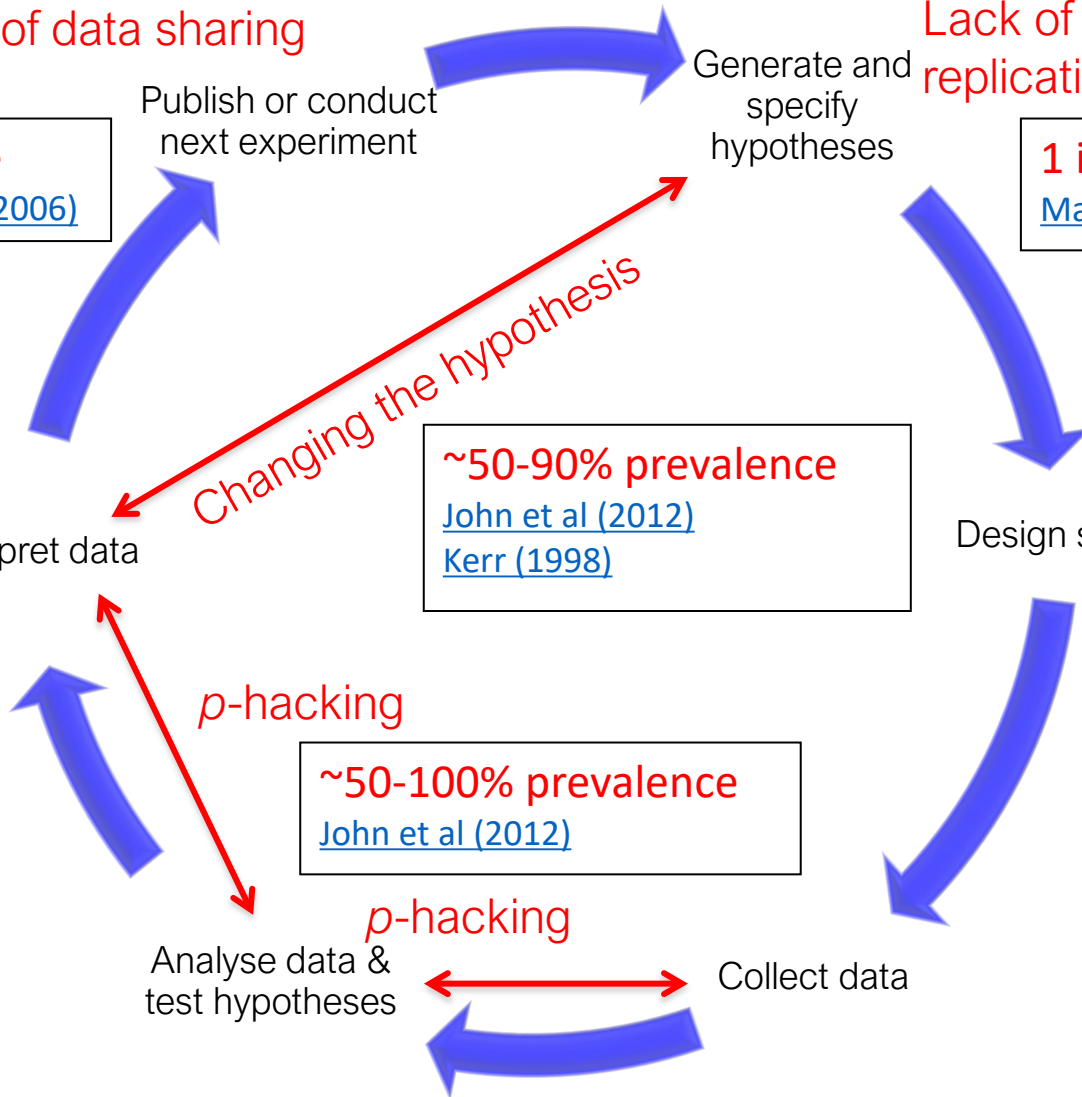 of data sharing
Lack of
Generate and
specify
hypotheses
Publish or conduct
next experiment
2006)
1
Changing the hypothesis
~50-90% prevalence
John et al (2012)
Kerr (1998)
pret data
Design
p-hacking
~50-100% prevalence
John et al (2012)
p-hacking
Analyse data &
test hypotheses
Collect data